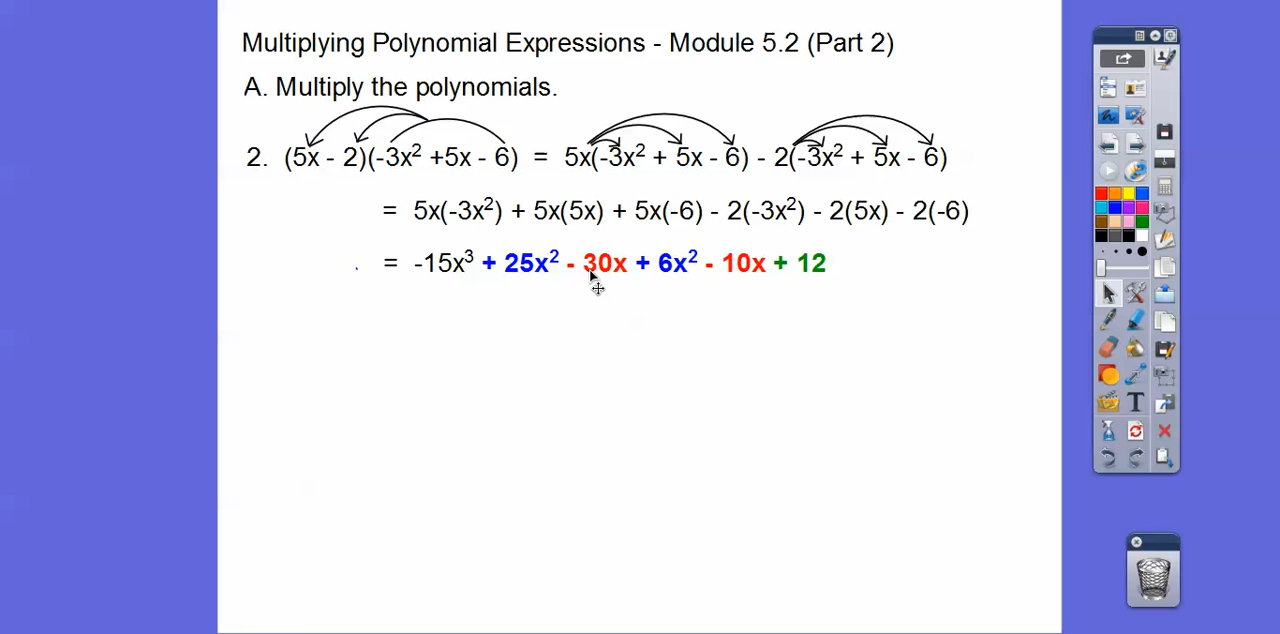 Multiplying Polynomial Expressions - Module 5.2 (Part 2)
A. Multiply the polynomials.
2. (5x - 2)(-3x² +5x - 6) = 5x(-3x² + 5x - 6) - 2(-3x² + 5x - 6)
= 5x(-3x²) + 5x(5x) + 5x(-6) - 2(-3x²) - 2(5x) - 2(-6)
= -15x³ + 25x² - 30x + 6x² - 10x + 12
T